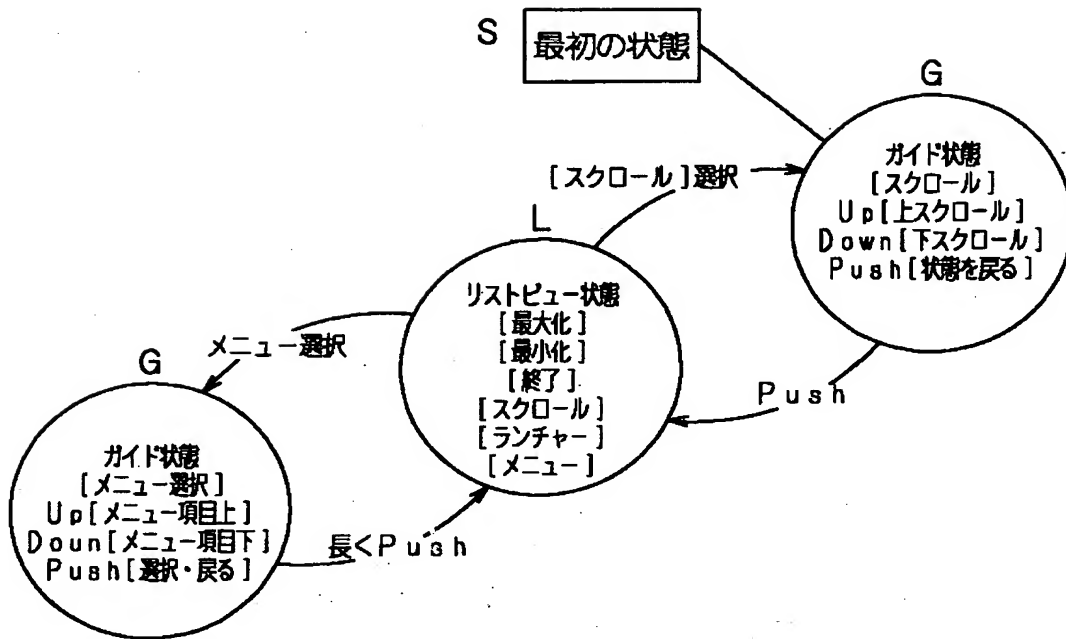 S
最初の状態
G
ガイド状態
[スクロール]
Up[上スクロール]
Down[下スクロール]
Push[状態を戻る]
[スクロール]選択
L
リストビュー状態
[最大化]
[最小化]
[終了]
[スクロール]
[ランチャー]
[メニュー]
メニュー選択
Push
G
ガイド状態
[メニュー選択]
Up[メニュー項目上]
Doun[メニュー項目下]
Push[選択・戻る]
長くPush